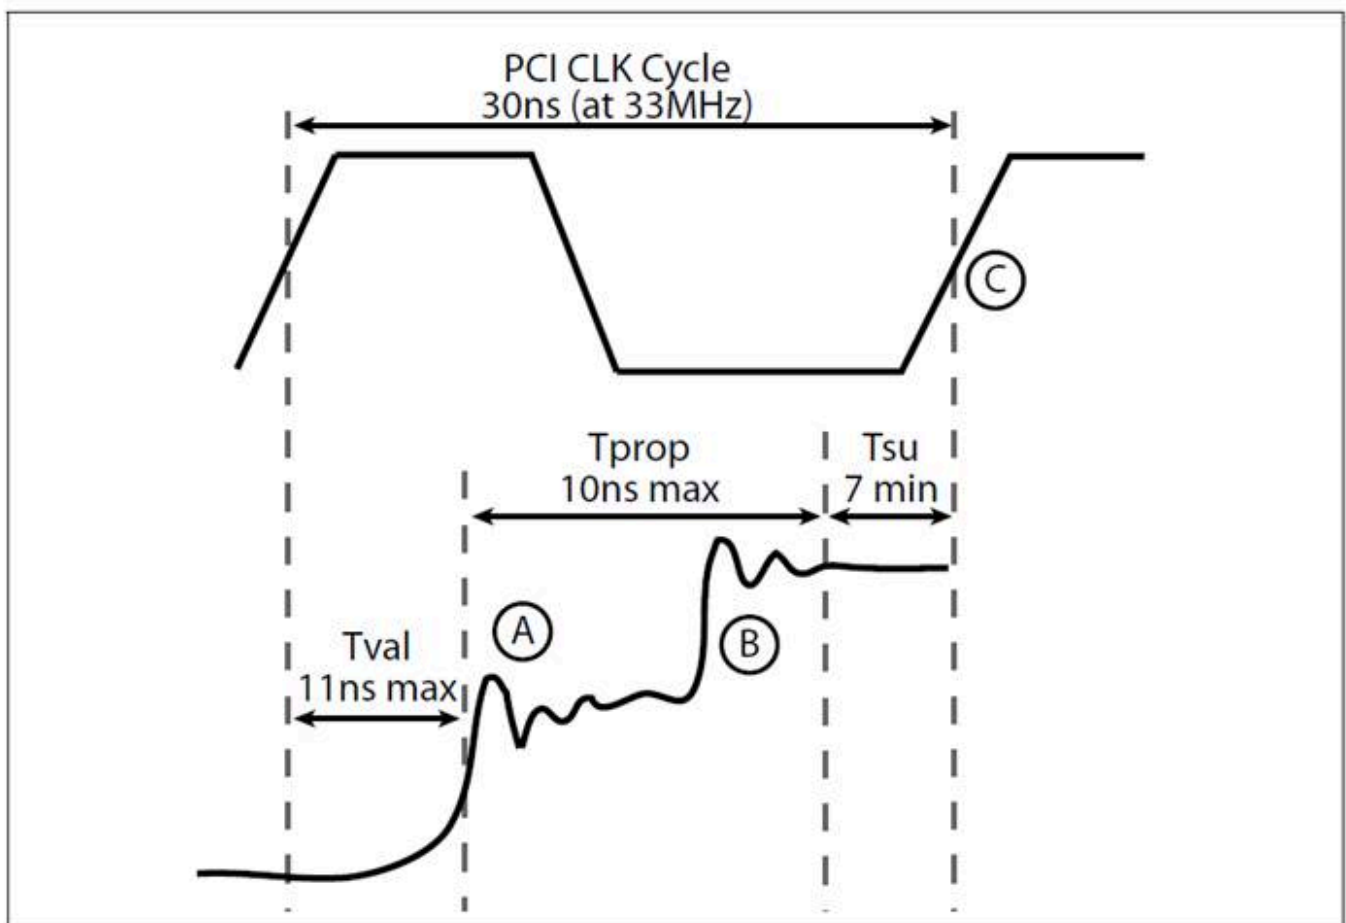 PCI CLK Cycle
30ns (at 33MHz)
C
Tprop
10ns max
Tsu
7 min
A
B
Tval
11ns max